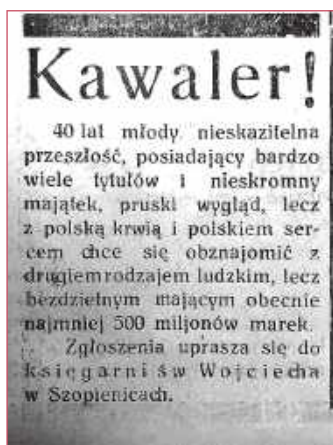 Kawaler!
40 lat młody nieskazitelna
przeszłość, posiadający bardzo
wiele tytułów i nieskromny
majątek, pruski wygląd, lecz
z polską krwią i polskiem ser-
cem chce się obznajomić z
drugiem rodzajem ludzkim, lecz
bezdzietnym mającym obecnie
najmniej 500 miljonów marek.
Zgłoszenia uprasza się do
księgarni św Wojciecha
w Szopienicach.